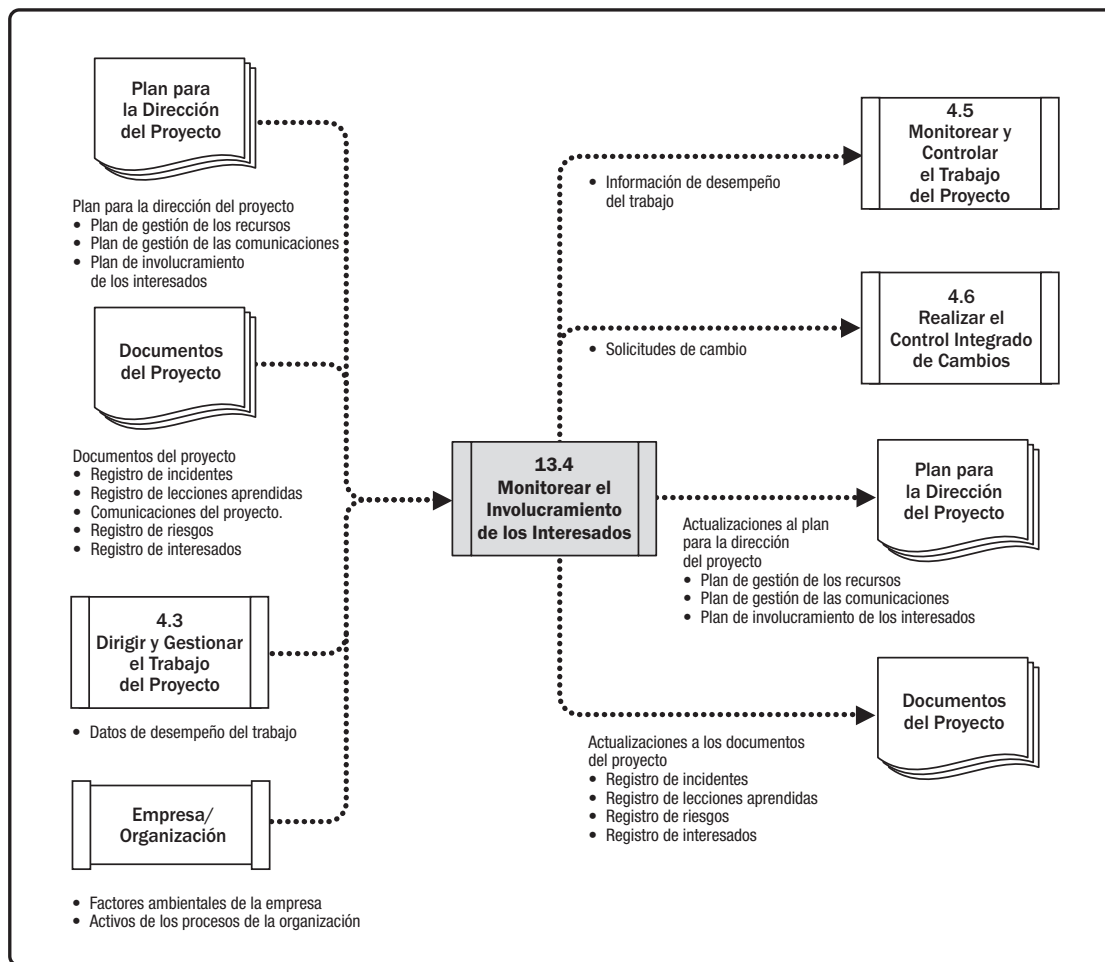 Plan para
la Dirección
del Proyecto
Plan para la dirección del proyecto
• Plan de gestión de los recursos
• Plan de gestión de las comunicaciones
• Plan de involucramiento
de los interesados
Documentos
del Proyecto
Documentos del proyecto
• Registro de incidentes
• Registro de lecciones aprendidas
• Comunicaciones del proyecto.
• Registro de riesgos
• Registro de interesados
4.3
Dirigir y Gestionar
el Trabajo
del Proyecto
• Datos de desempeño del trabajo
Empresa/
Organización
• Factores ambientales de la empresa
• Activos de los procesos de la organización
13.4
Monitorear el
Involucramiento
de los Interesados
• Información de desempeño
del trabajo
4.5
Monitorear y
Controlar
el Trabajo
del Proyecto
• Solicitudes de cambio
4.6
Realizar el
Control Integrado
de Cambios
Actualizaciones al plan
para la dirección
del proyecto
• Plan de gestión de los recursos
• Plan de gestión de las comunicaciones
• Plan de involucramiento de los interesados
Plan para
la Dirección
del Proyecto
Actualizaciones a los documentos
del proyecto
• Registro de incidentes
• Registro de lecciones aprendidas
• Registro de riesgos
• Registro de interesados
Documentos
del Proyecto